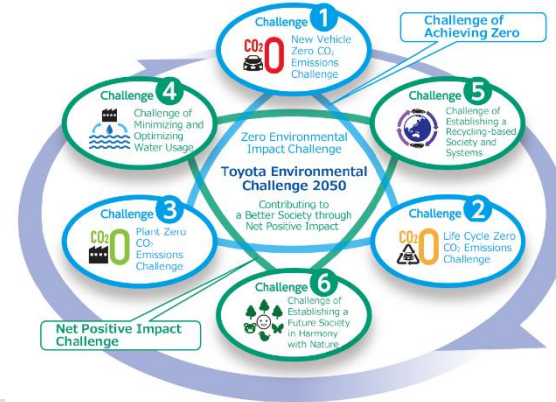 Challenge 1
CO2 0
New Vehicle
Zero CO2
Emissions
Challenge
Challenge of
Achieving Zero
Challenge 4
Challenge of
Minimizing and
Optimizing
Water Usage
Challenge 5
Challenge of
Establishing a
Recycling-based
Society and
Systems
Zero Environmental
Impact Challenge
Toyota Environmental
Challenge 2050
Contributing to
a Better Society through
Net Positive Impact
Challenge 3
CO2 0
Plant Zero
CO2
Emissions
Challenge
Challenge 2
CO2 0
Life Cycle Zero
CO2 Emissions
Challenge
Challenge 6
Challenge of
Establishing a
Future Society
in Harmony
with Nature
Net Positive Impact
Challenge